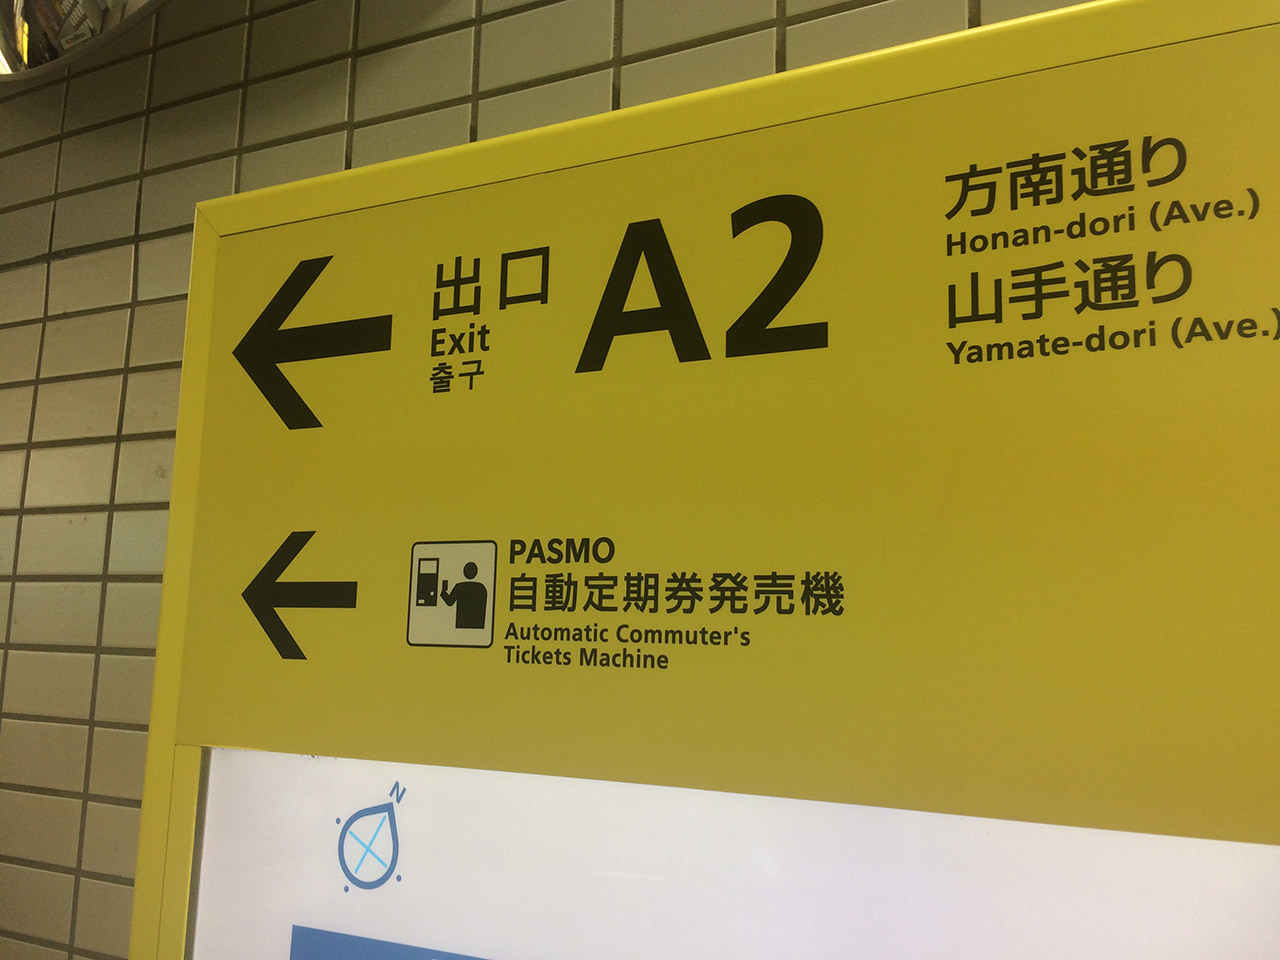 出口
Exit
출구
A2
方南通り
Honan-dori (Ave.)
山手通り
Yamate-dori (Ave.)
PASMO
自動定期券発売機
Automatic Commuter's
Tickets Machine
N